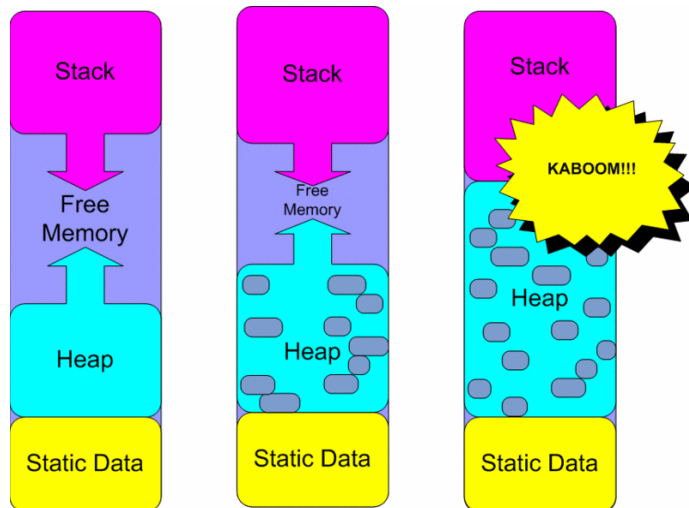 Stack
Free
Memory
Heap
Static Data
Stack
Free
Memory
Heap
Static Data
Stack
KABOOM!!!
Heap
Static Data